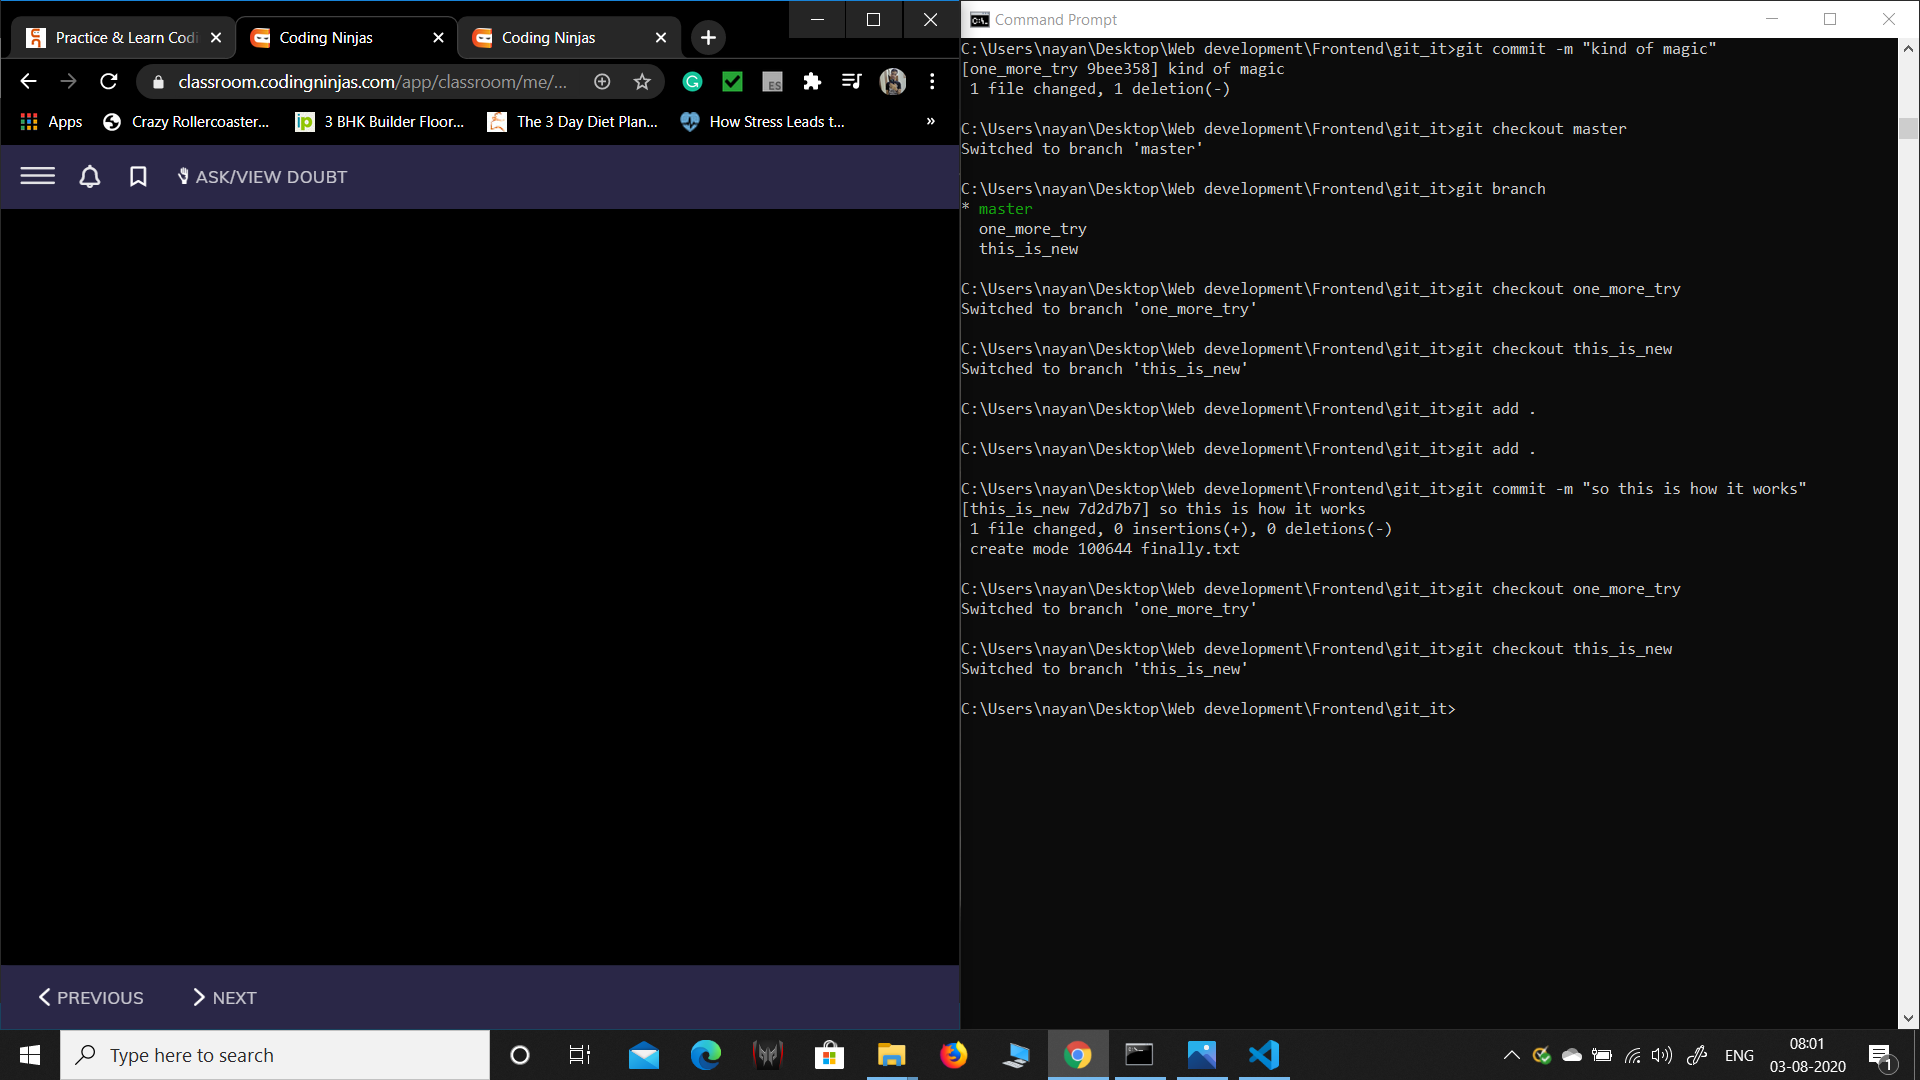 Practice & Learn Codi
Coding Ninjas
Coding Ninjas
classroom.codingninjas.com/app/classroom/me/...
ES
Apps
Crazy Rollercoaster...
ip
3 BHK Builder Floor...
The 3 Day Diet Plan...
How Stress Leads t...
»
ASK/VIEW DOUBT
PREVIOUS
NEXT
Command Prompt
C:\Users\nayan\Desktop\Web development\Frontend\git_it>git commit -m "kind of magic"
[one_more_try 9bee358] kind of magic
1 file changed, 1 deletion(-)
C:\Users\nayan\Desktop\Web development\Frontend\git_it>git checkout master
Switched to branch 'master'
C:\Users\nayan\Desktop\Web development\Frontend\git_it>git branch
* master
one_more_try
this_is_new
C:\Users\nayan\Desktop\Web development\Frontend\git_it>git checkout one_more_try
Switched to branch 'one_more_try'
C:\Users\nayan\Desktop\Web development\Frontend\git_it>git checkout this_is_new
Switched to branch 'this_is_new'
C:\Users\nayan\Desktop\Web development\Frontend\git_it>git add .
C:\Users\nayan\Desktop\Web development\Frontend\git_it>git add .
C:\Users\nayan\Desktop\Web development\Frontend\git_it>git commit -m "so this is how it works"
[this_is_new 7d2d7b7] so this is how it works
1 file changed, 0 insertions(+), 0 deletions(-)
create mode 100644 finally.txt
C:\Users\nayan\Desktop\Web development\Frontend\git_it>git checkout one_more_try
Switched to branch 'one_more_try'
C:\Users\nayan\Desktop\Web development\Frontend\git_it>git checkout this_is_new
Switched to branch 'this_is_new'
C:\Users\nayan\Desktop\Web development\Frontend\git_it>
Type here to search
ENG
08:01
03-08-2020
1